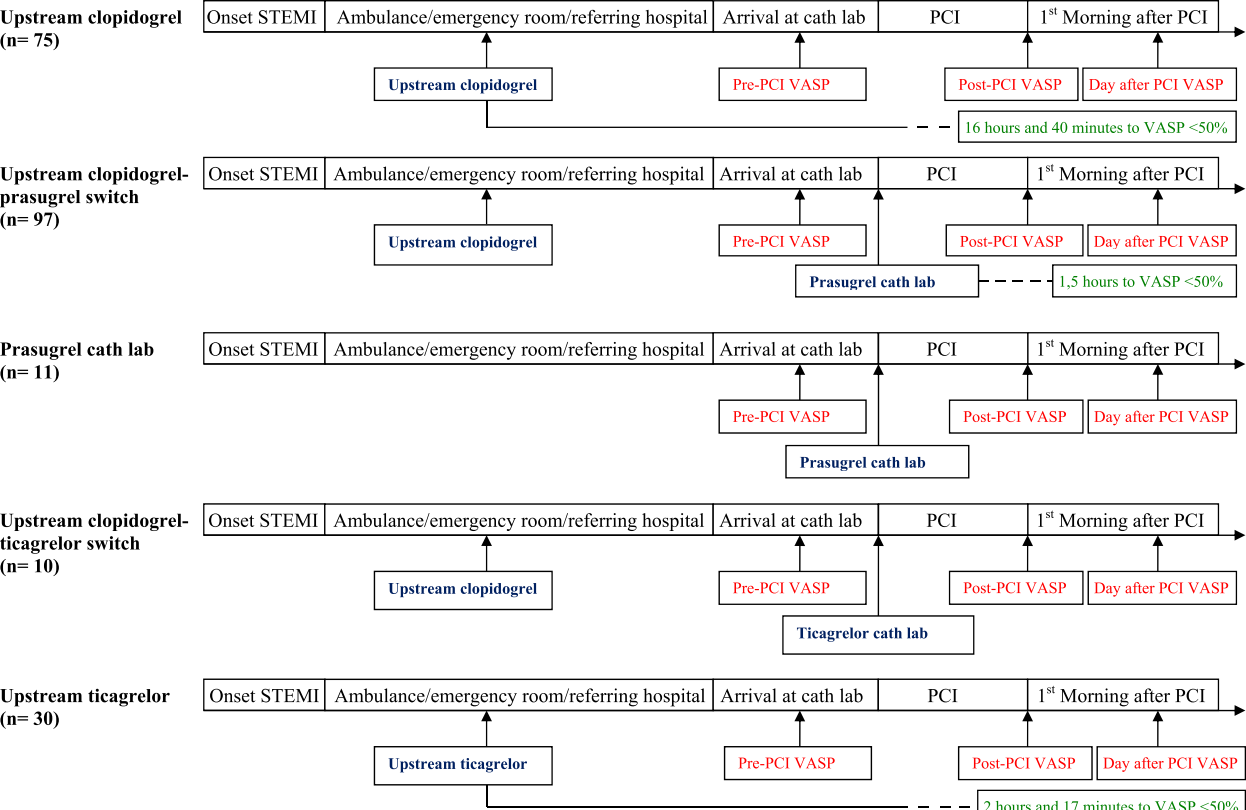 Upstream clopidogrel
(n= 75)
Onset STEMI Ambulance/emergency room/referring hospital Arrival at cath lab PCI 1st Morning after PCI
Upstream clopidogrel Pre-PCI VASP Post-PCI VASP Day after PCI VASP
16 hours and 40 minutes to VASP <50%
Upstream clopidogrel-
prasugrel switch
(n= 97)
Onset STEMI Ambulance/emergency room/referring hospital Arrival at cath lab PCI 1st Morning after PCI
Upstream clopidogrel Pre-PCI VASP Post-PCI VASP Day after PCI VASP
Prasugrel cath lab 1,5 hours to VASP <50%
Prasugrel cath lab
(n= 11)
Onset STEMI Ambulance/emergency room/referring hospital Arrival at cath lab PCI 1st Morning after PCI
Pre-PCI VASP Post-PCI VASP Day after PCI VASP
Prasugrel cath lab
Upstream clopidogrel-
ticagrelor switch
(n= 10)
Onset STEMI Ambulance/emergency room/referring hospital Arrival at cath lab PCI 1st Morning after PCI
Upstream clopidogrel Pre-PCI VASP Post-PCI VASP Day after PCI VASP
Ticagrelor cath lab
Upstream ticagrelor
(n= 30)
Onset STEMI Ambulance/emergency room/referring hospital Arrival at cath lab PCI 1st Morning after PCI
Upstream ticagrelor Pre-PCI VASP Post-PCI VASP Day after PCI VASP
2 hours and 17 minutes to VASP <50%